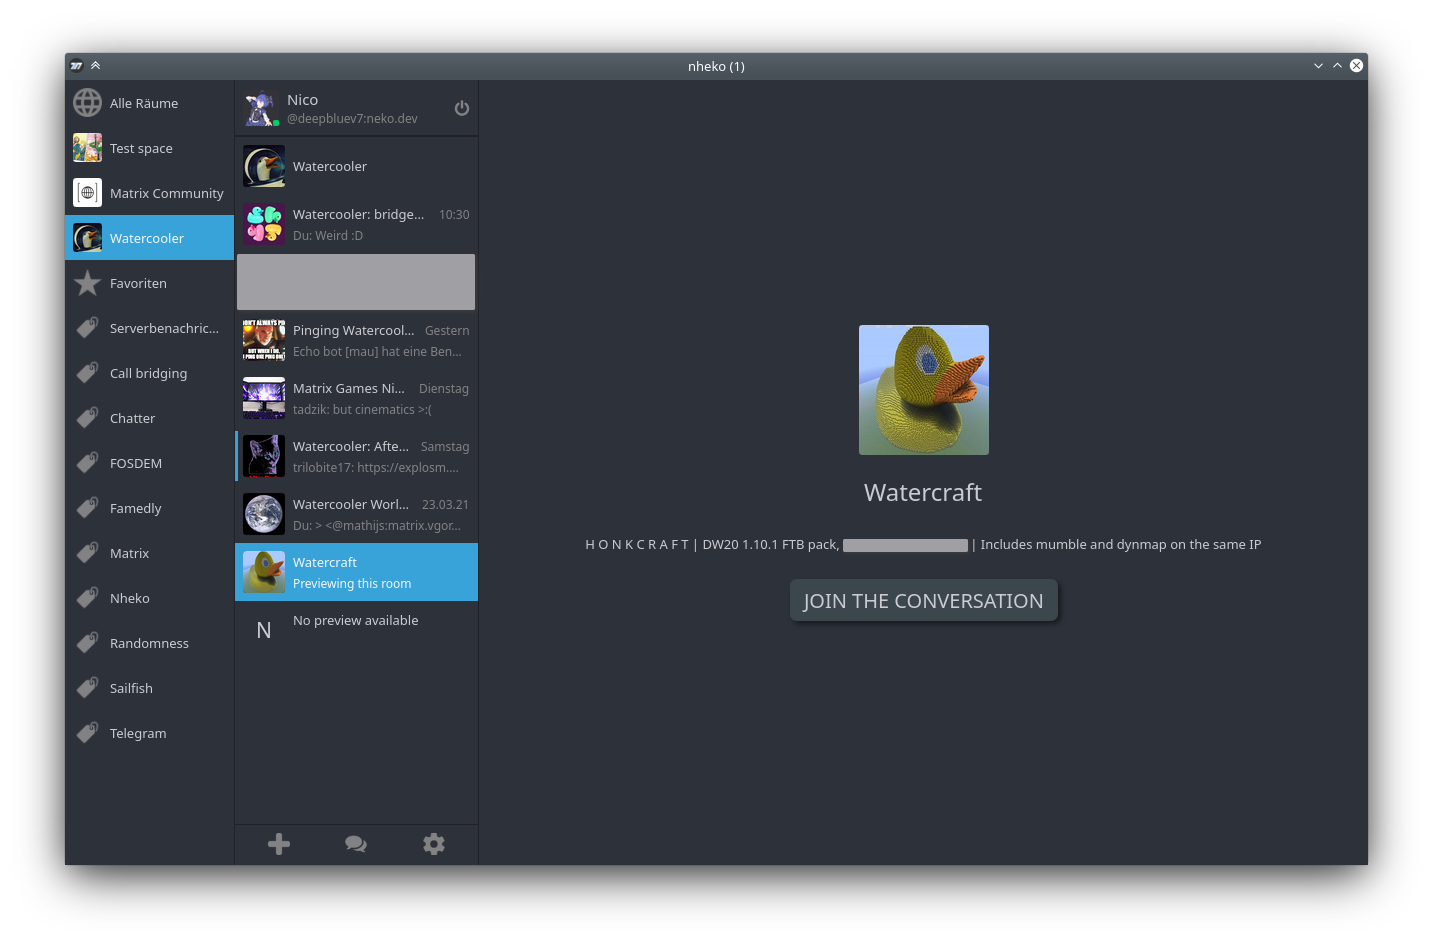 nheko (1)
Alle Räume
Test space
Matrix Community
Watercooler
Favoriten
Serverbenachric...
Call bridging
Chatter
FOSDEM
Famedly
Matrix
Nheko
Randomness
Sailfish
Telegram
Nico
@deepbluev7:neko.dev
Watercooler
Watercooler: bridge... 10:30
Du: Weird :D
Pinging Watercool... Gestern
Echo bot [mau] hat eine Ben...
Matrix Games Ni... Dienstag
tadzik: but cinematics >:(
Watercooler: Afte... Samstag
trilobite17: https://explosm....
Watercooler Worl... 23.03.21
Du: > <@mathijs:matrix.vgor...
Watercraft
Previewing this room
N No preview available
Watercraft
H O N K C R A F T | DW20 1.10.1 FTB pack, | Includes mumble and dynmap on the same IP
JOIN THE CONVERSATION